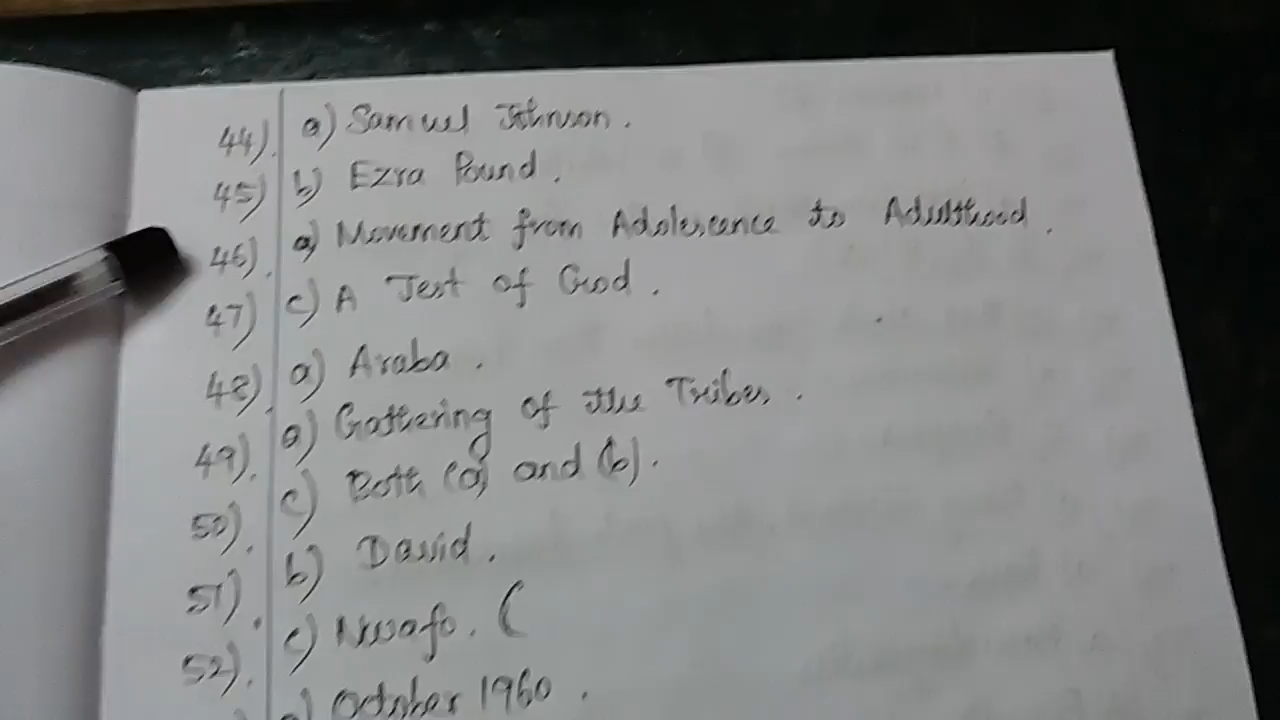 44). a) Samuel Johnson.
45) b) Ezra Pound.
46). a) Movement from Adolescence to Adulthood.
47) c) A Jest of God.
48). a) Araba.
49). a) Gathering of the Tribes.
50). c) Both (a) and (b).
51). b) David.
52). c) Nwafo. (
a) October 1960.